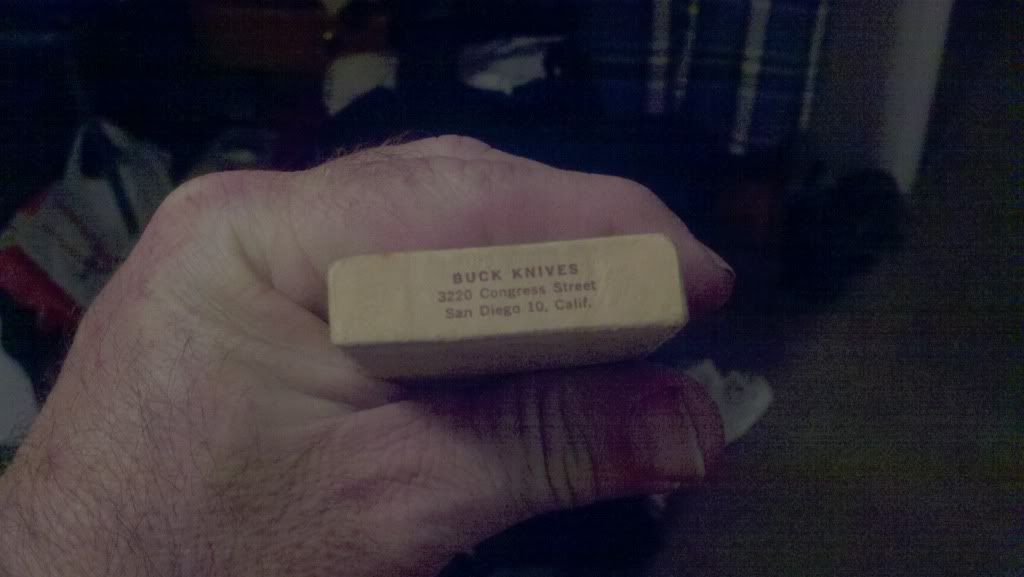 BUCK KNIVES
3220 Congress Street
San Diego 10, Calif.